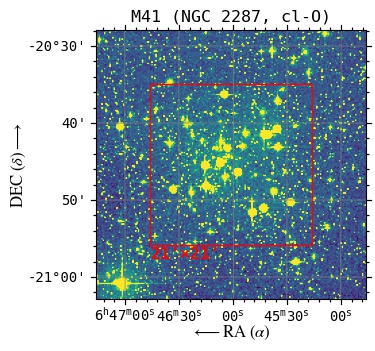 M41 (NGC 2287, cl-O)
-20°30'
40'
50'
-21°00'
DEC (δ) ⟶
21'×21'
6ʰ47ᵐ00ˢ 46ᵐ30ˢ 00ˢ 45ᵐ30ˢ 00ˢ
⟵ RA (α)